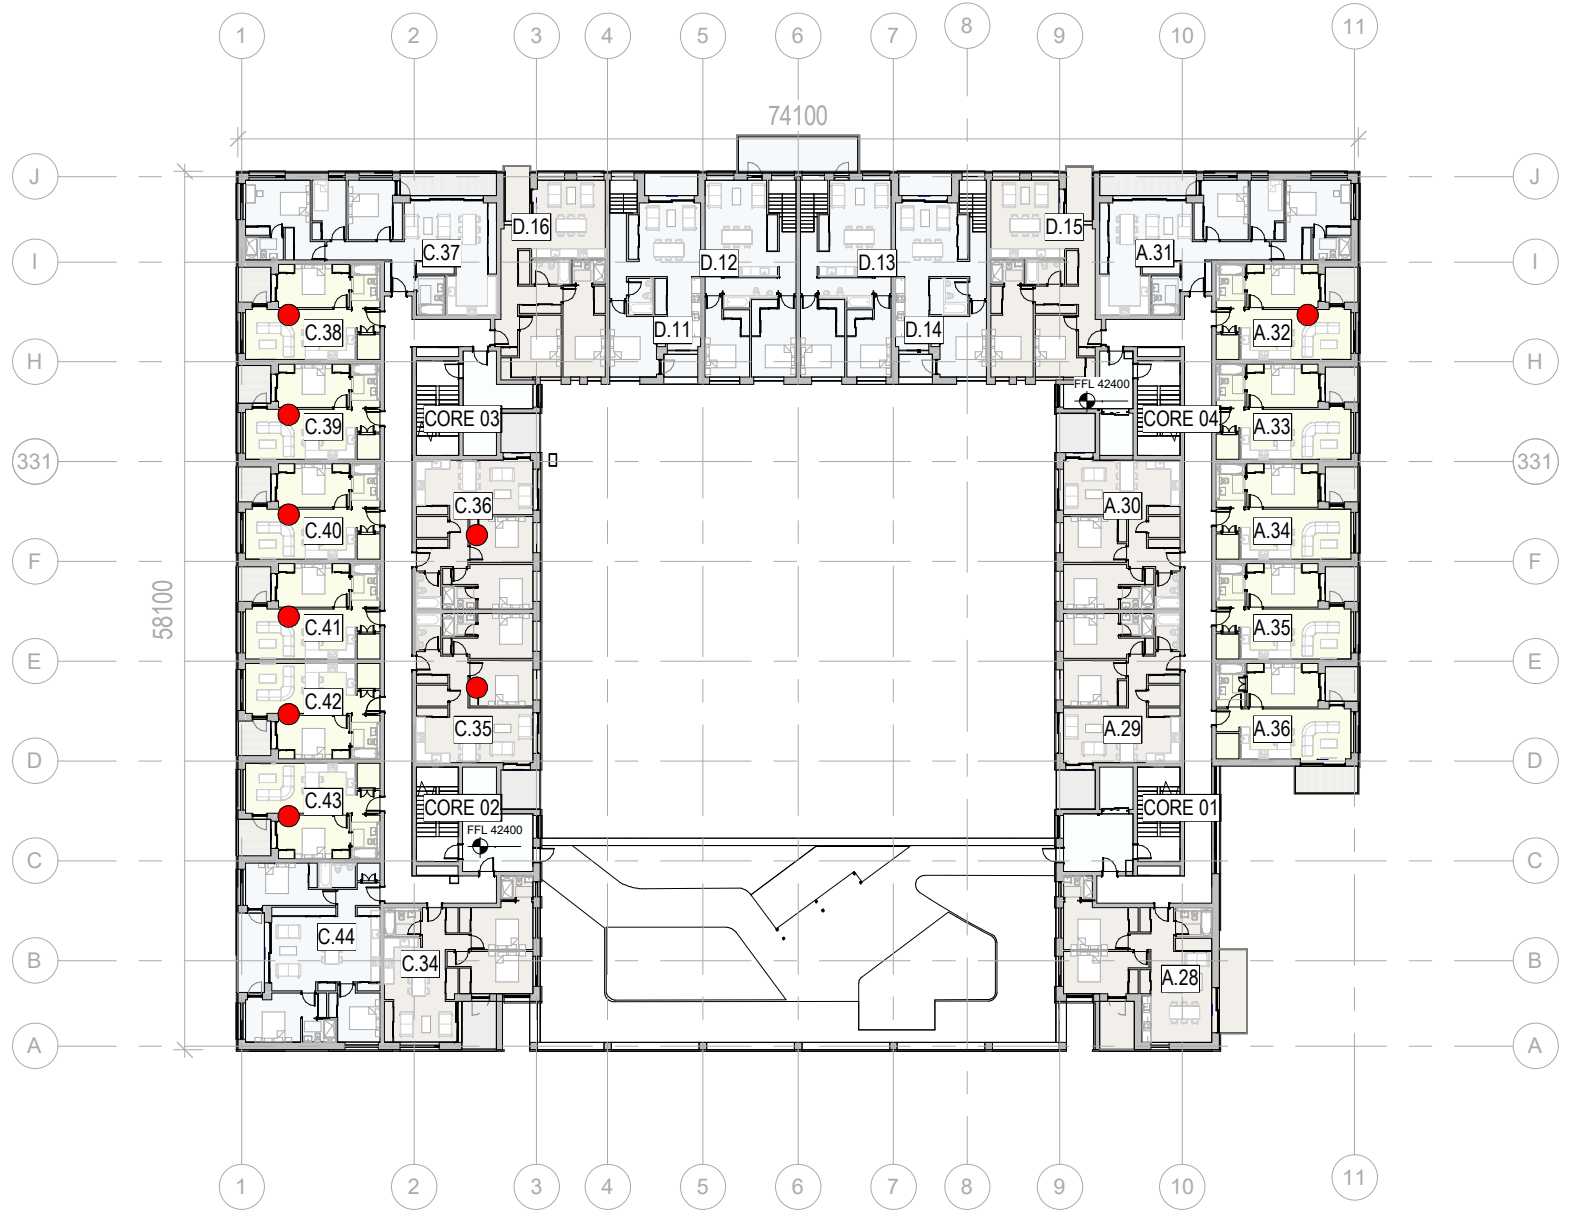 1 2 3 4 5 6 7 8 9 10 11
74100
J J
D.16 D.15
C.37 A.31
I D.12 D.13 I
C.38 D.11 D.14 A.32
H H
FFL 42400
CORE 03 CORE 04
C.39 A.33
331 331
C.36 A.30
C.40 A.34
F F
58100
C.41 A.35
E E
C.42
C.35 A.29 A.36
D D
C.43
CORE 02 CORE 01
FFL 42400
C C
C.44
B C.34 B
A.28
A A
1 2 3 4 5 6 7 8 9 10 11